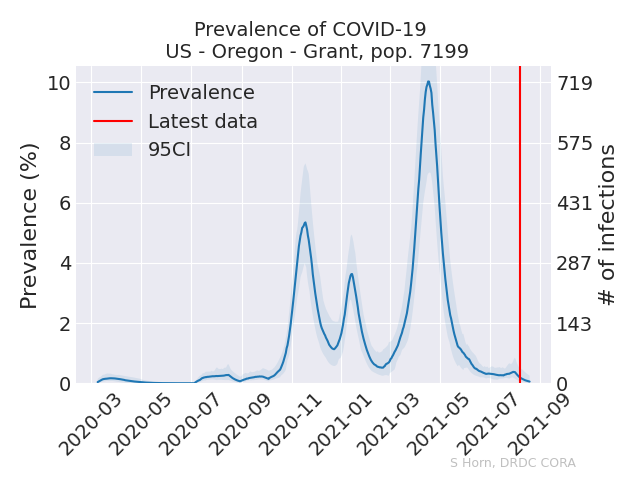 Prevalence of COVID-19
US - Oregon - Grant, pop. 7199
Prevalence
Latest data
95CI
Prevalence (%)
10
8
6
4
2
0
719
575
431
287
143
0
# of infections
2020-03
2020-05
2020-07
2020-09
2020-11
2021-01
2021-03
2021-05
2021-07
2021-09
S Horn, DRDC CORA